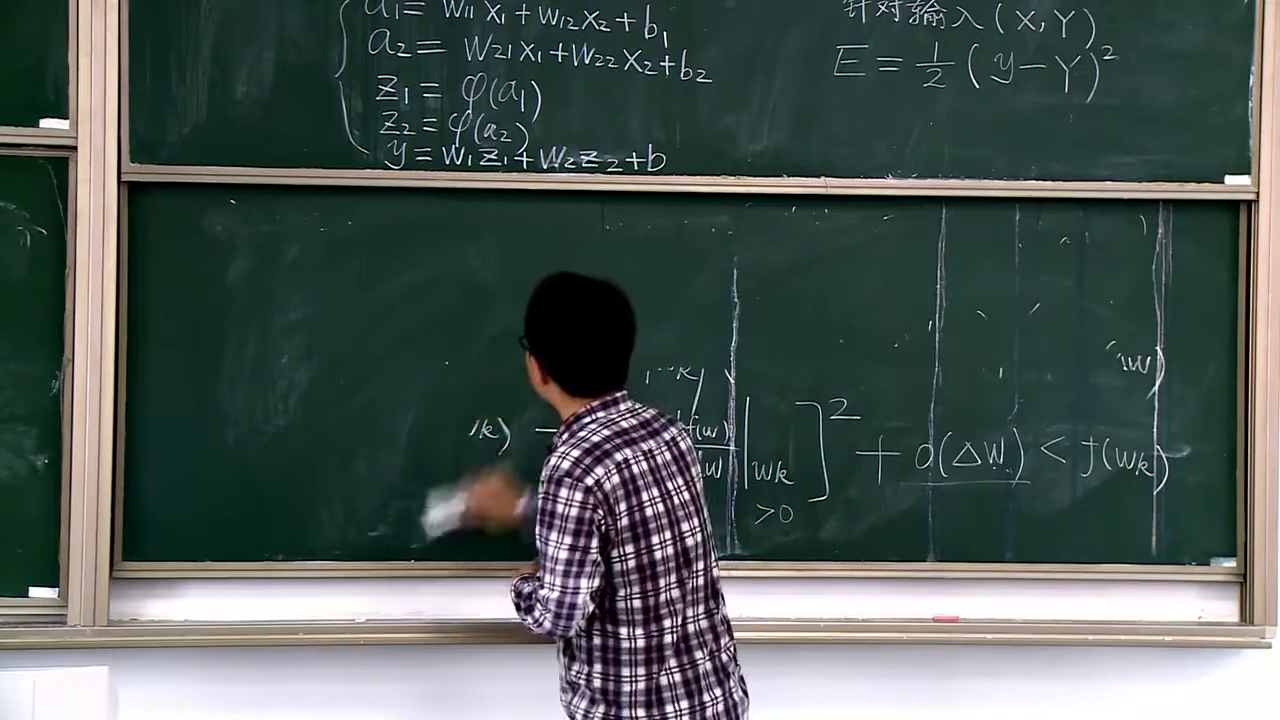 a₁= w₁₁x₁+w₁₂x₂+b₁
a₂= w₂₁x₁+w₂₂x₂+b₂
z₁= φ(a₁)
z₂=φ(a₂)
y=w₁z₁+w₂z₂+b
针对输入(X,Y)
E=1/2(y-Y)²
|wk ]² + o(△W) < f(wk)
>0